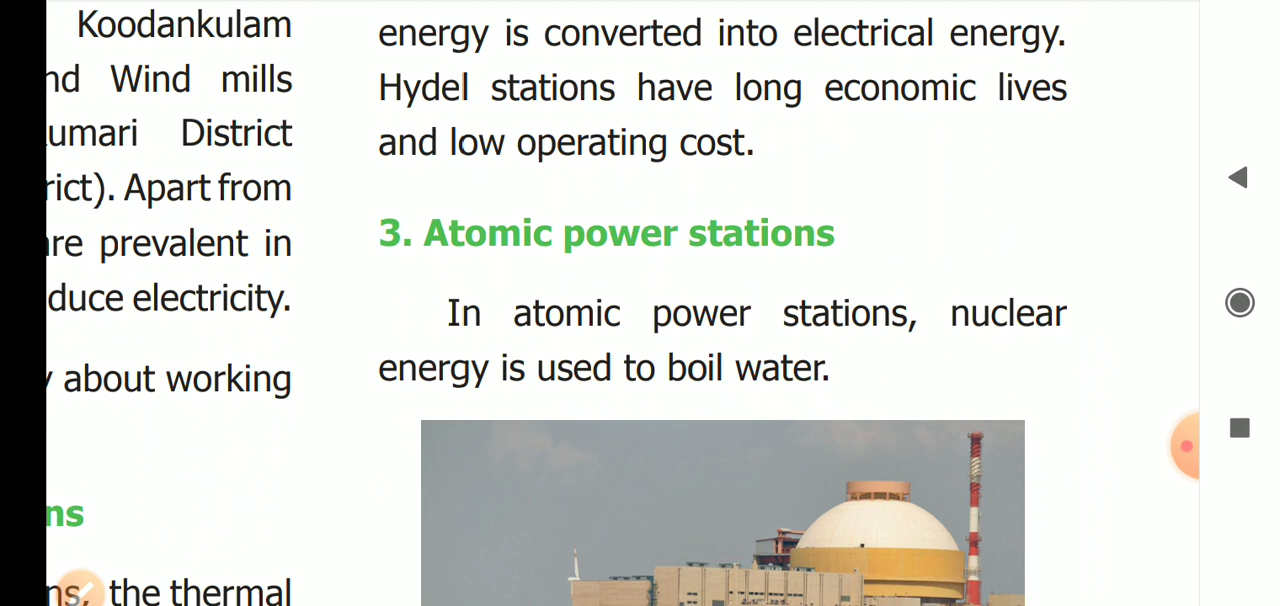 Koodankulam
nd Wind mills
umari District
rict). Apart from
re prevalent in
duce electricity.
about working
ns
ns, the thermal
energy is converted into electrical energy.
Hydel stations have long economic lives
and low operating cost.
3. Atomic power stations
In atomic power stations, nuclear
energy is used to boil water.